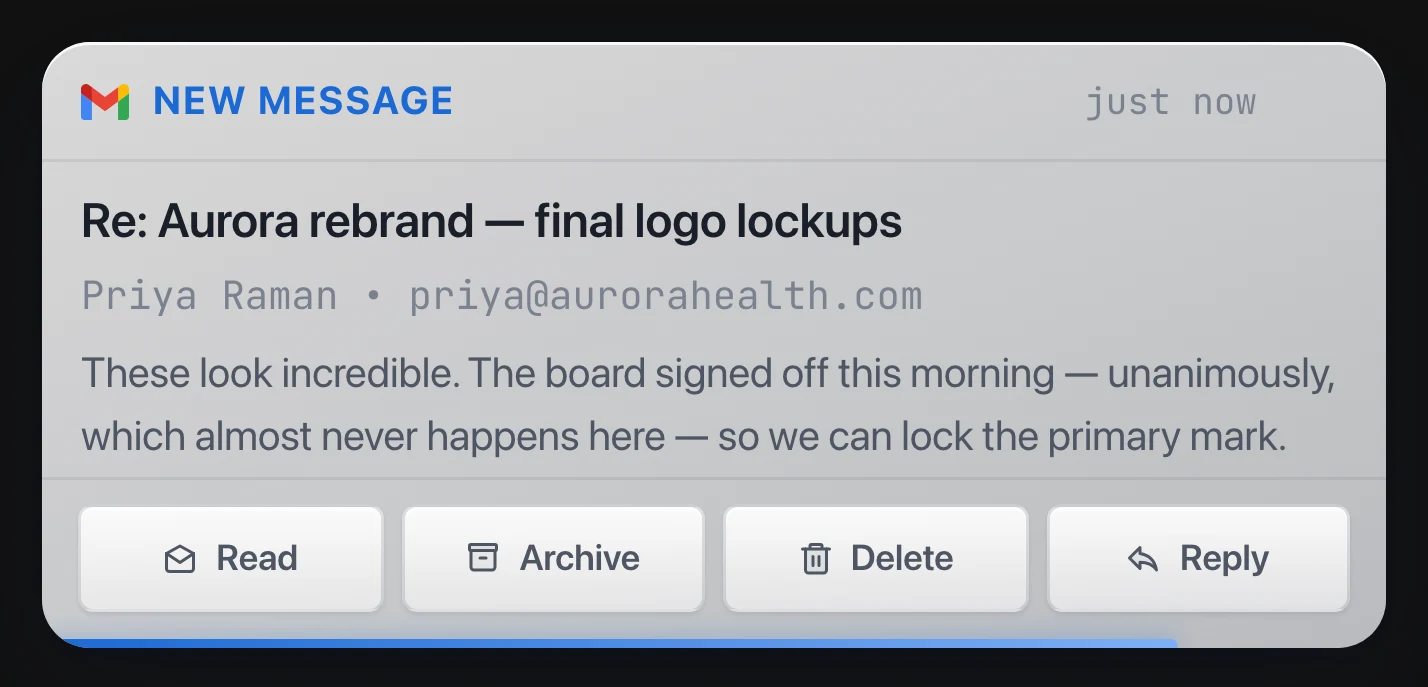 NEW MESSAGE
just now
Re: Aurora rebrand — final logo lockups
Priya Raman • priya@aurorahealth.com
These look incredible. The board signed off this morning — unanimously,
which almost never happens here — so we can lock the primary mark.
Read
Archive
Delete
Reply